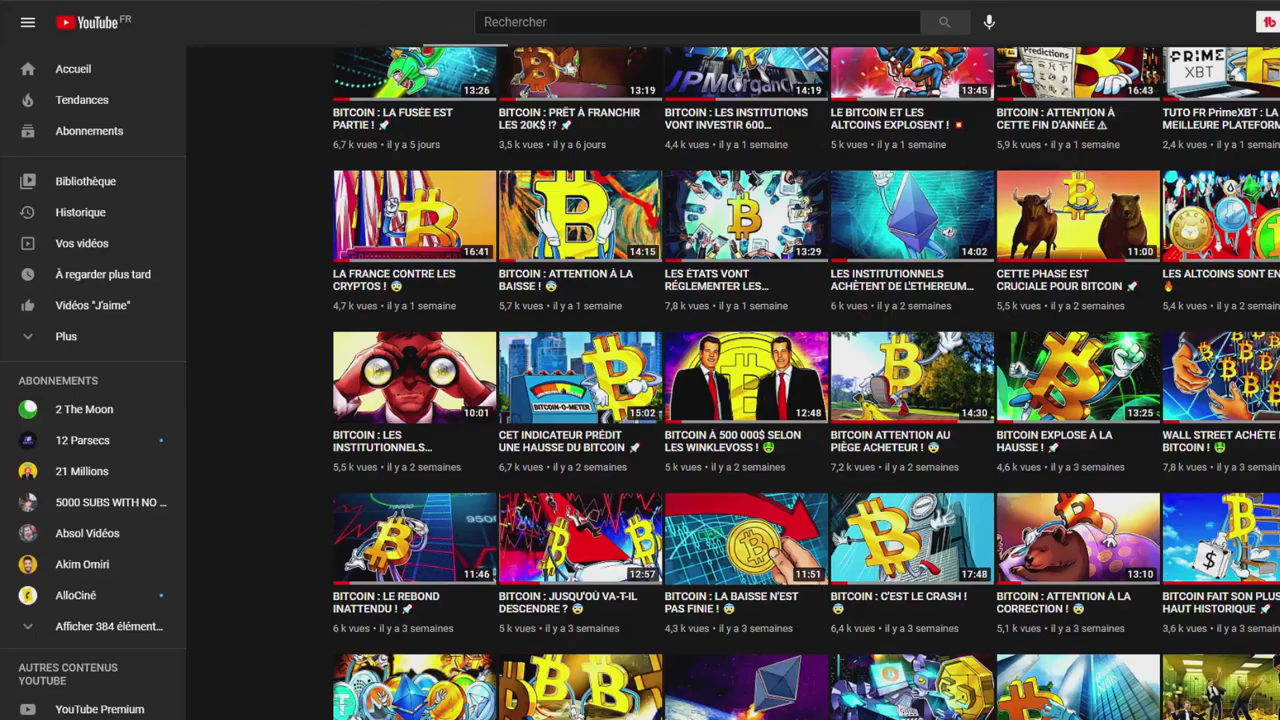 YouTube FR
Rechercher
Accueil
Tendances
Abonnements
Bibliothèque
Historique
Vos vidéos
À regarder plus tard
Vidéos "J'aime"
Plus
ABONNEMENTS
2 The Moon
12 Parsecs
21 Millions
5000 SUBS WITH NO ...
Absol Vidéos
Akim Omiri
AlloCiné
Afficher 384 élément...
AUTRES CONTENUS
YOUTUBE
YouTube Premium
13:26
13:19
JPMorgan
14:19
13:45
Predictions
16:43
PRIME
XBT
BITCOIN : LA FUSÉE EST
PARTIE !
6,7 k vues • il y a 5 jours
BITCOIN : PRÊT À FRANCHIR
LES 20K$ !?
3,5 k vues • il y a 6 jours
BITCOIN : LES INSTITUTIONS
VONT INVESTIR 600...
4,4 k vues • il y a 1 semaine
LE BITCOIN ET LES
ALTCOINS EXPLOSENT !
5 k vues • il y a 1 semaine
BITCOIN : ATTENTION À
CETTE FIN D'ANNÉE ⚠
5,9 k vues • il y a 1 semaine
TUTO FR PrimeXBT : LA
MEILLEURE PLATEFORM
2,4 k vues • il y a 1 semaine
16:41
14:15
13:29
14:02
11:00
LA FRANCE CONTRE LES
CRYPTOS !
4,7 k vues • il y a 1 semaine
BITCOIN : ATTENTION À LA
BAISSE !
5,7 k vues • il y a 1 semaine
LES ÉTATS VONT
RÉGLEMENTER LES...
7,8 k vues • il y a 1 semaine
LES INSTITUTIONNELS
ACHÈTENT DE L'ETHEREUM...
5,5 k vues • il y a 2 semaines
CETTE PHASE EST
CRUCIALE POUR BITCOIN
6,2 k vues • il y a 2 semaines
LES ALTCOINS SONT EN
5,4 k vues • il y a 2 semaines
10:01
BITCOIN-O-METER
15:02
12:48
14:30
13:25
BITCOIN : LES
INSTITUTIONNELS...
5,5 k vues • il y a 2 semaines
CET INDICATEUR PRÉDIT
UNE HAUSSE DU BITCOIN
6,7 k vues • il y a 2 semaines
BITCOIN À 500 000$ SELON
LES WINKLEVOSS !
5 k vues • il y a 2 semaines
BITCOIN ATTENTION AU
PIÈGE ACHETEUR !
7,2 k vues • il y a 2 semaines
BITCOIN EXPLOSE À LA
HAUSSE !
4,6 k vues • il y a 3 semaines
WALL STREET ACHÈTE
BITCOIN !
7,8 k vues • il y a 3 semaines
9500
11:46
12:57
11:51
17:48
13:10
BITCOIN : LE REBOND
INATTENDU !
6 k vues • il y a 3 semaines
BITCOIN : JUSQU'OÙ VA-T-IL
DESCENDRE ?
5 k vues • il y a 3 semaines
BITCOIN : LA BAISSE N'EST
PAS FINIE !
4,3 k vues • il y a 3 semaines
BITCOIN : C'EST LE CRASH !
6,4 k vues • il y a 3 semaines
BITCOIN : ATTENTION À LA
CORRECTION !
5,1 k vues • il y a 3 semaines
BITCOIN FAIT SON PLUS
HAUT HISTORIQUE
3,6 k vues • il y a 3 semaines